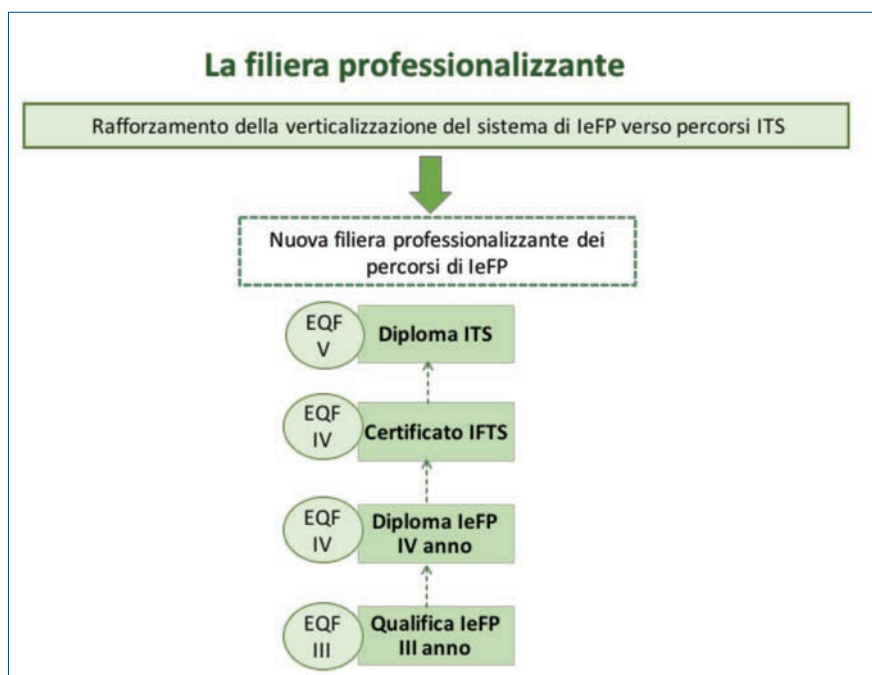 La filiera professionalizzante
Rafforzamento della verticalizzazione del sistema di IeFP verso percorsi ITS
Nuova filiera professionalizzante dei
percorsi di IeFP
EQF
V
Diploma ITS
EQF
IV
Certificato IFTS
EQF
IV
Diploma IeFP
IV anno
EQF
III
Qualifica IeFP
III anno